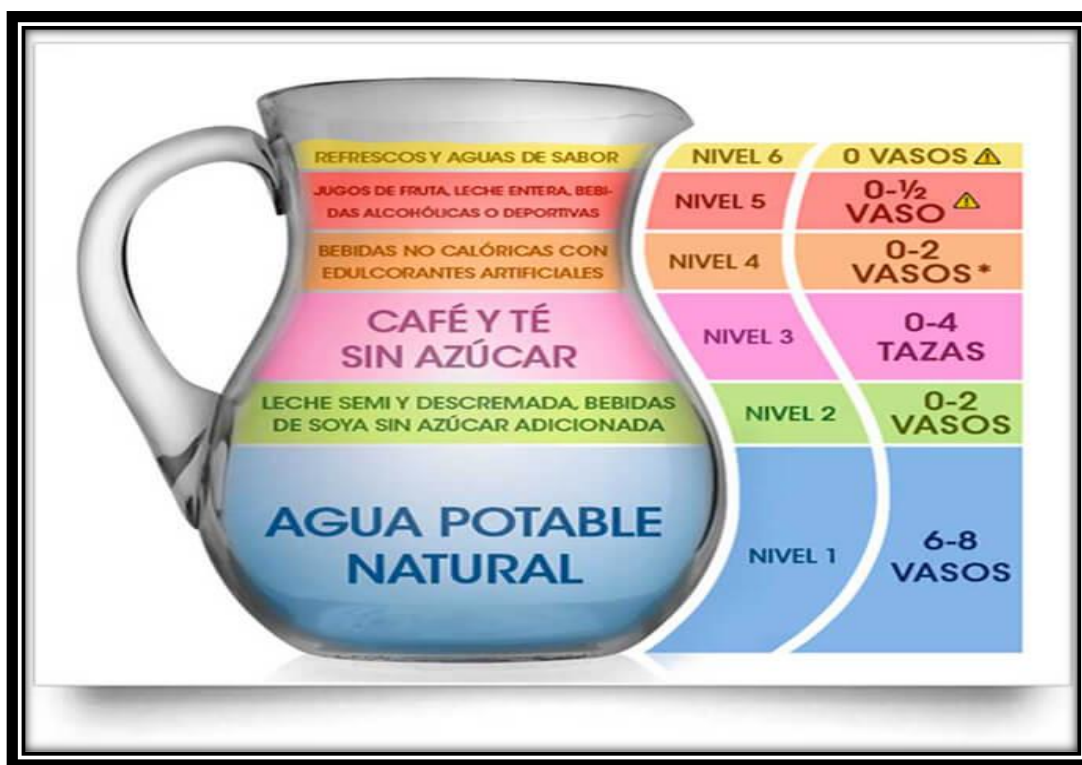 REFRESCOS Y AGUAS DE SABOR
NIVEL 6
0 VASOS
JUGOS DE FRUTA, LECHE ENTERA, BEBI-
DAS ALCOHÓLICAS O DEPORTIVAS
NIVEL 5
0-½
VASO
BEBIDAS NO CALÓRICAS CON
EDULCORANTES ARTIFICIALES
NIVEL 4
0-2
VASOS*
CAFÉ Y TÉ
SIN AZÚCAR
NIVEL 3
0-4
TAZAS
LECHE SEMI Y DESCREMADA, BEBIDAS
DE SOYA SIN AZÚCAR ADICIONADA
NIVEL 2
0-2
VASOS
AGUA POTABLE
NATURAL
NIVEL 1
6-8
VASOS